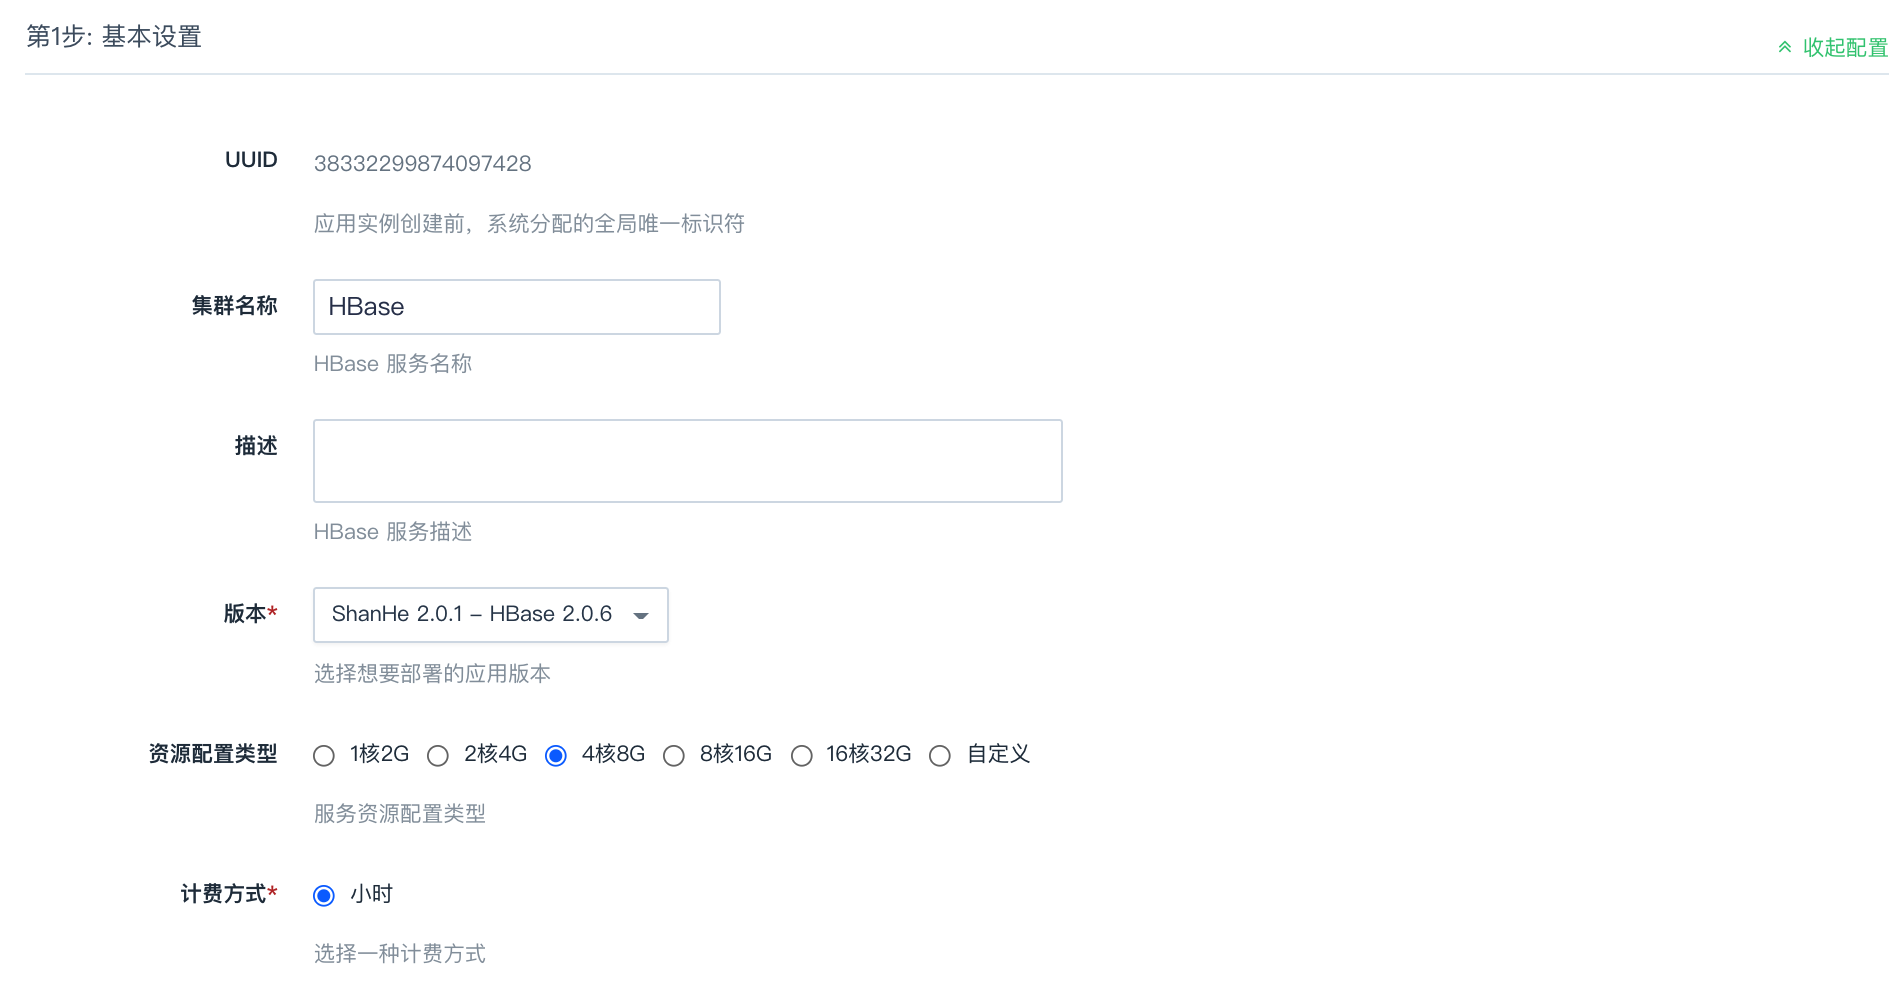 第1步: 基本设置
收起配置
UUID 38332299874097428
应用实例创建前，系统分配的全局唯一标识符
集群名称 HBase
HBase 服务名称
描述
HBase 服务描述
版本* ShanHe 2.0.1 – HBase 2.0.6
选择想要部署的应用版本
资源配置类型 1核2G 2核4G 4核8G 8核16G 16核32G 自定义
服务资源配置类型
计费方式* 小时
选择一种计费方式